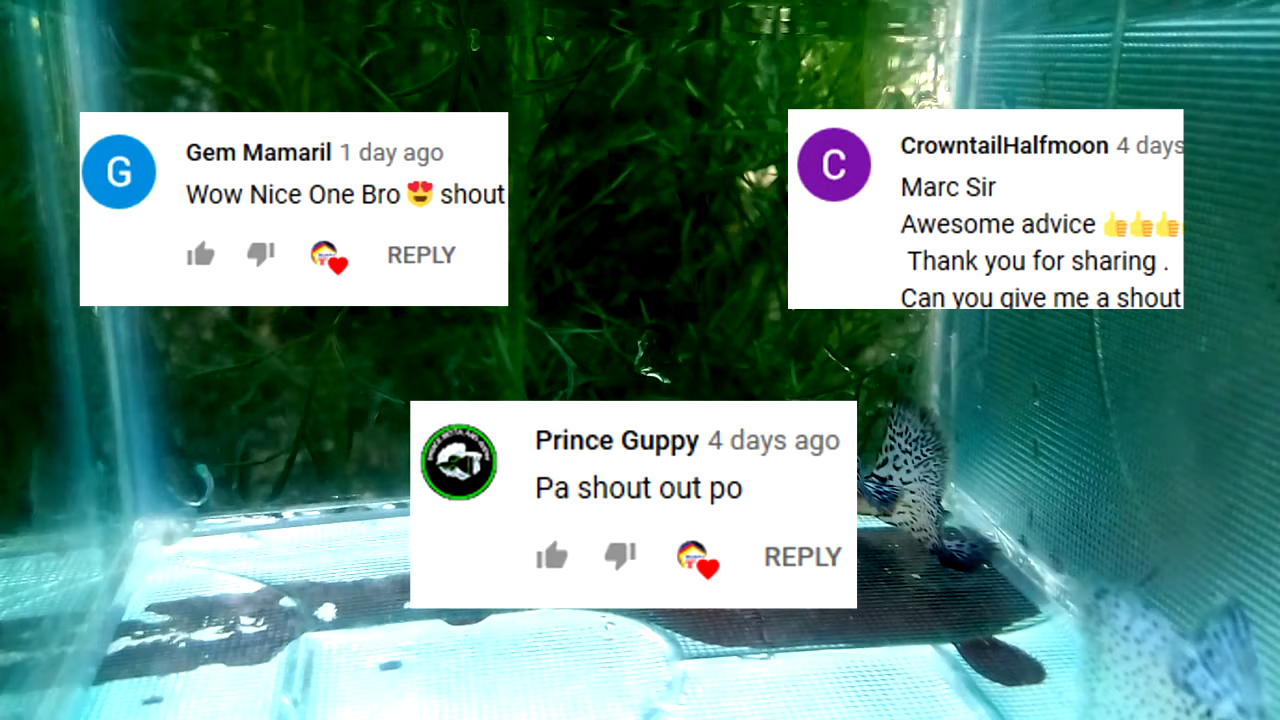 G
Gem Mamaril 1 day ago
Wow Nice One Bro 😍 shout
REPLY
C
CrowntailHalfmoon 4 days
Marc Sir
Awesome advice 👍👍👍
Thank you for sharing .
Can you give me a shout
Prince Guppy 4 days ago
Pa shout out po
REPLY